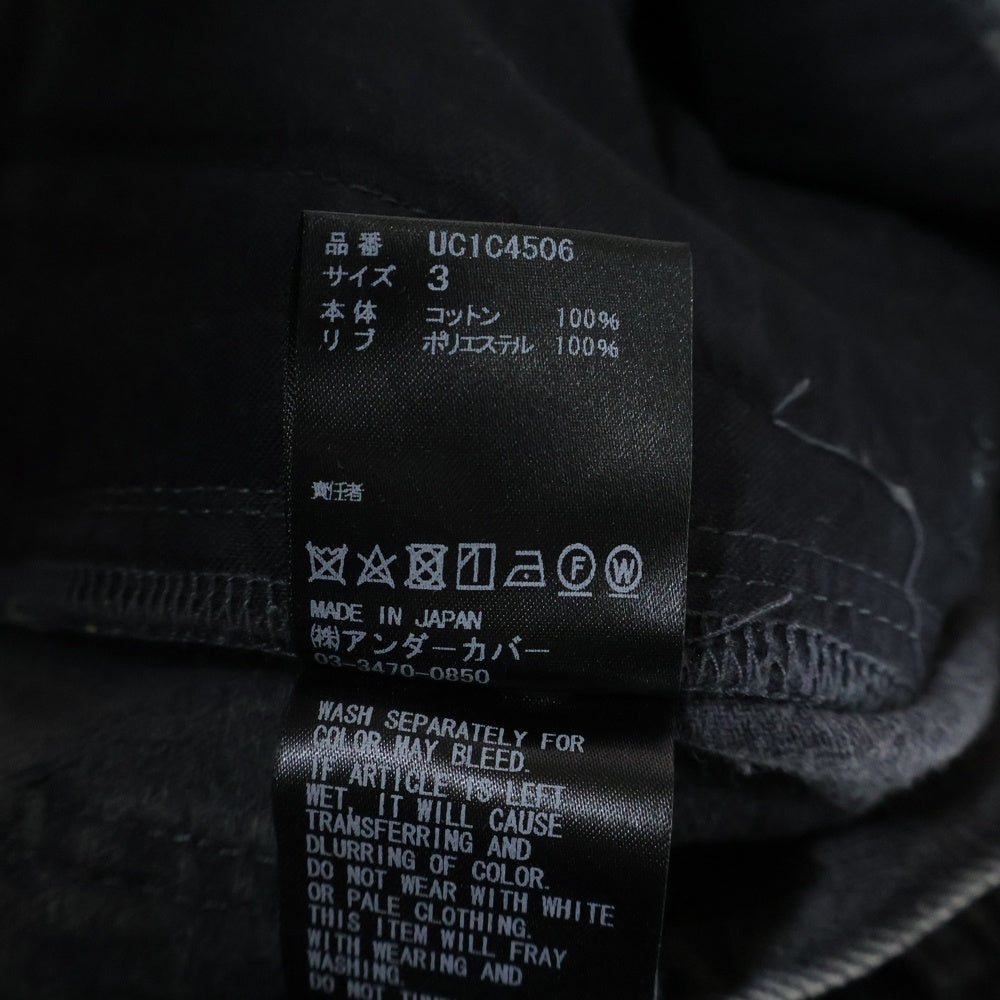 品番 UC1C4506
サイズ 3
本体 コットン 100%
リブ ポリエステル 100%
責任者
F W
MADE IN JAPAN
㈱アンダーカバー
03-3470-0850
WASH SEPARATELY FOR
COLOR MAY BLEED.
IF ARTICLE IS LEFT
WET, IT WILL CAUSE
TRANSFERRING AND
DLURRING OF COLOR.
DO NOT WEAR WITH WHITE
OR PALE CLOTHING.
THIS ITEM WILL FRAY
WITH WEARING AND
WASHING.
DO NOT